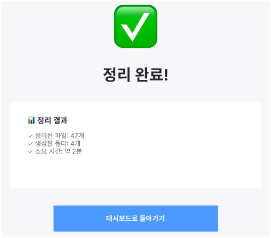 정리 완료!
정리 결과
✓ 정리된 파일: 47개
✓ 생성된 폴더: 4개
✓ 소요 시간: 약 2분
대시보드로 돌아가기